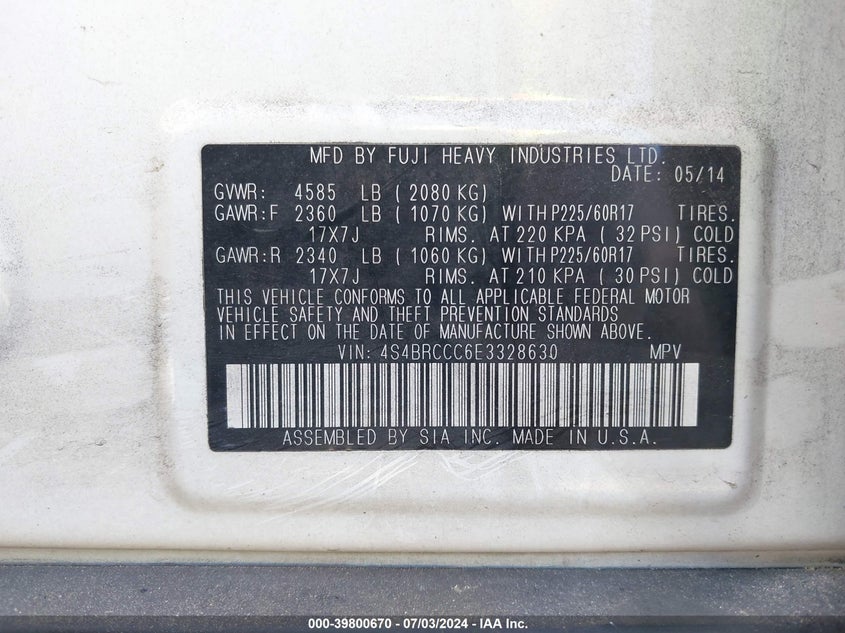 MFD BY FUJI HEAVY INDUSTRIES LTD.
DATE: 05/14
GVWR: 4585 LB ( 2080 KG)
GAWR:F 2360 LB ( 1070 KG) WITH P225/60R17 TIRES.
17X7J RIMS. AT 220 KPA ( 32 PSI) COLD
GAWR:R 2340 LB ( 1060 KG) WITH P225/60R17 TIRES.
17X7J RIMS. AT 210 KPA ( 30 PSI) COLD
THIS VEHICLE CONFORMS TO ALL APPLICABLE FEDERAL MOTOR
VEHICLE SAFETY AND THEFT PREVENTION STANDARDS
IN EFFECT ON THE DATE OF MANUFACTURE SHOWN ABOVE.
VIN: 4S4BRCCC6E3328630 MPV
ASSEMBLED BY SIA INC. MADE IN U.S.A.
000-39800670 - 07/03/2024 - IAA Inc.